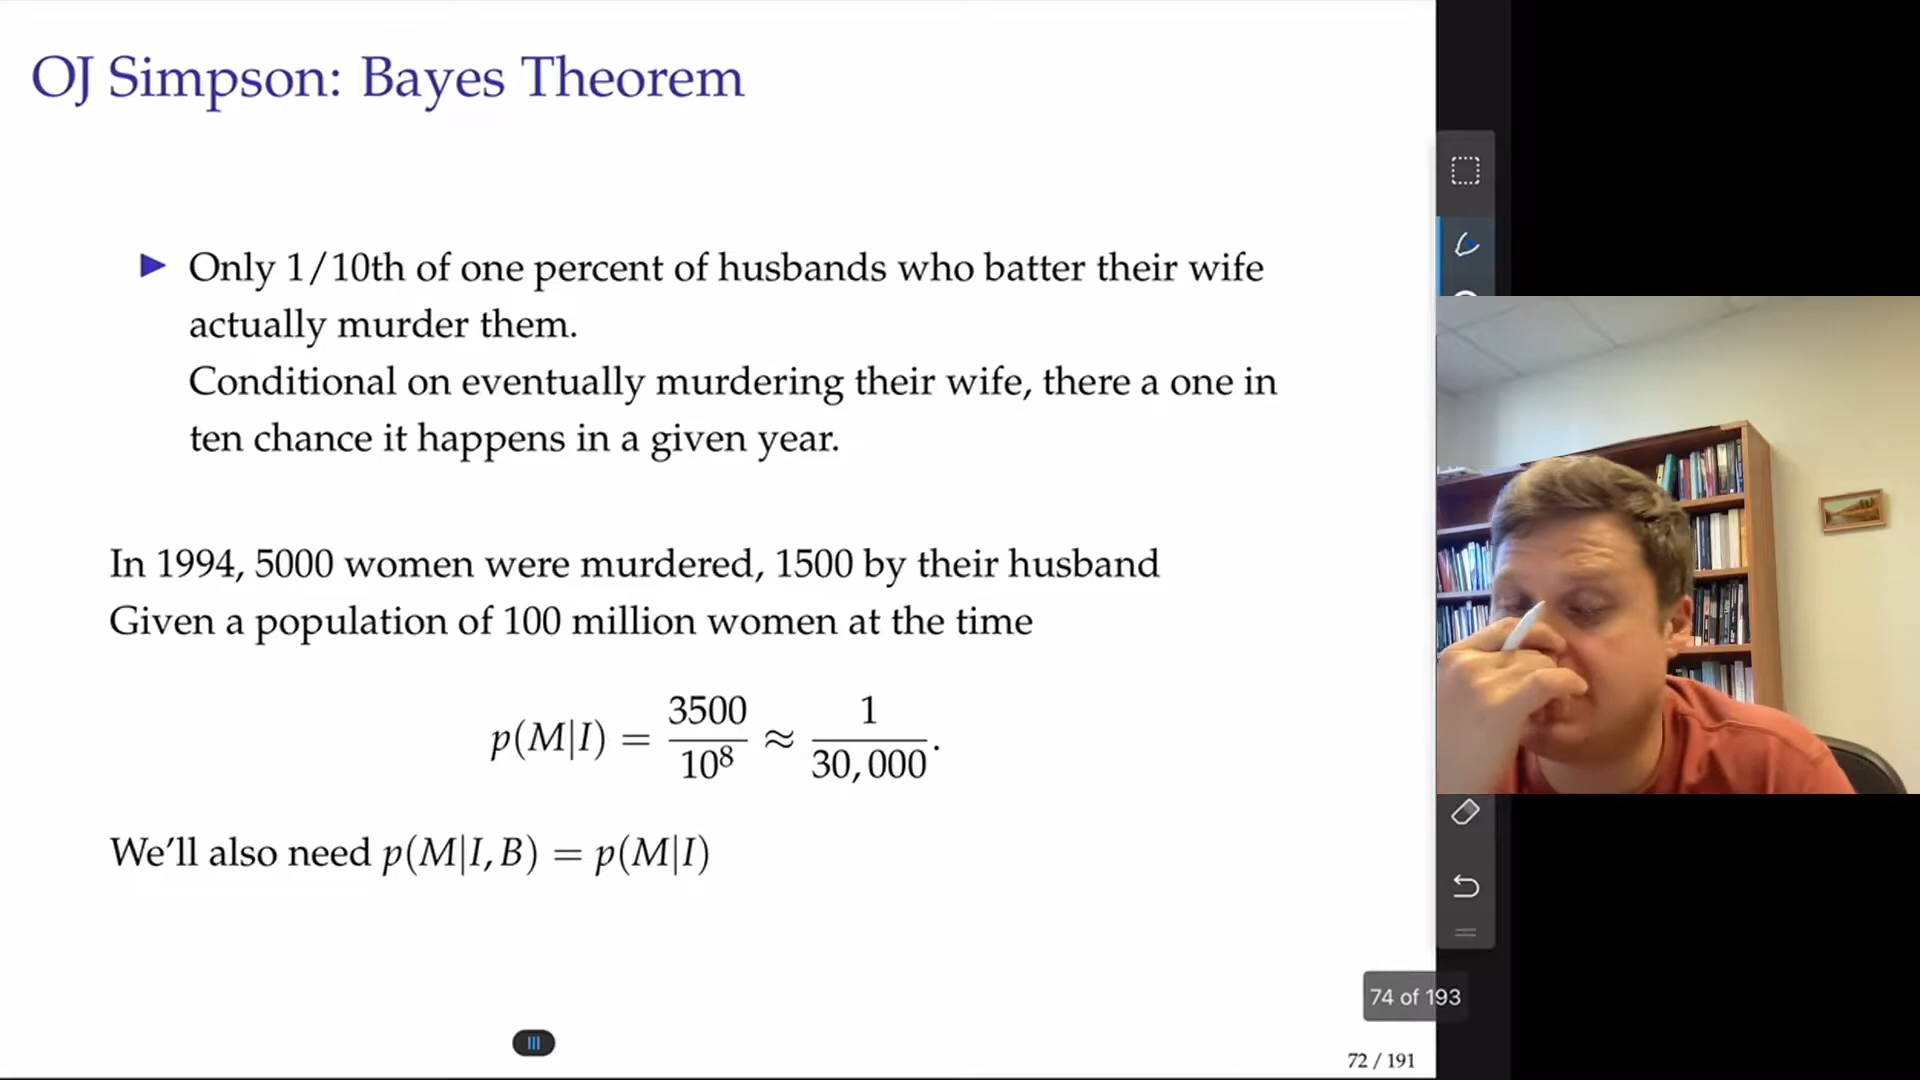 OJ Simpson: Bayes Theorem
▶ Only 1/10th of one percent of husbands who batter their wife
actually murder them.
Conditional on eventually murdering their wife, there a one in
ten chance it happens in a given year.
In 1994, 5000 women were murdered, 1500 by their husband
Given a population of 100 million women at the time
p(M|I) = 3500/10⁸ ≈ 1/30,000.
We'll also need p(M|I, B) = p(M|I)
74 of 193
72 / 191